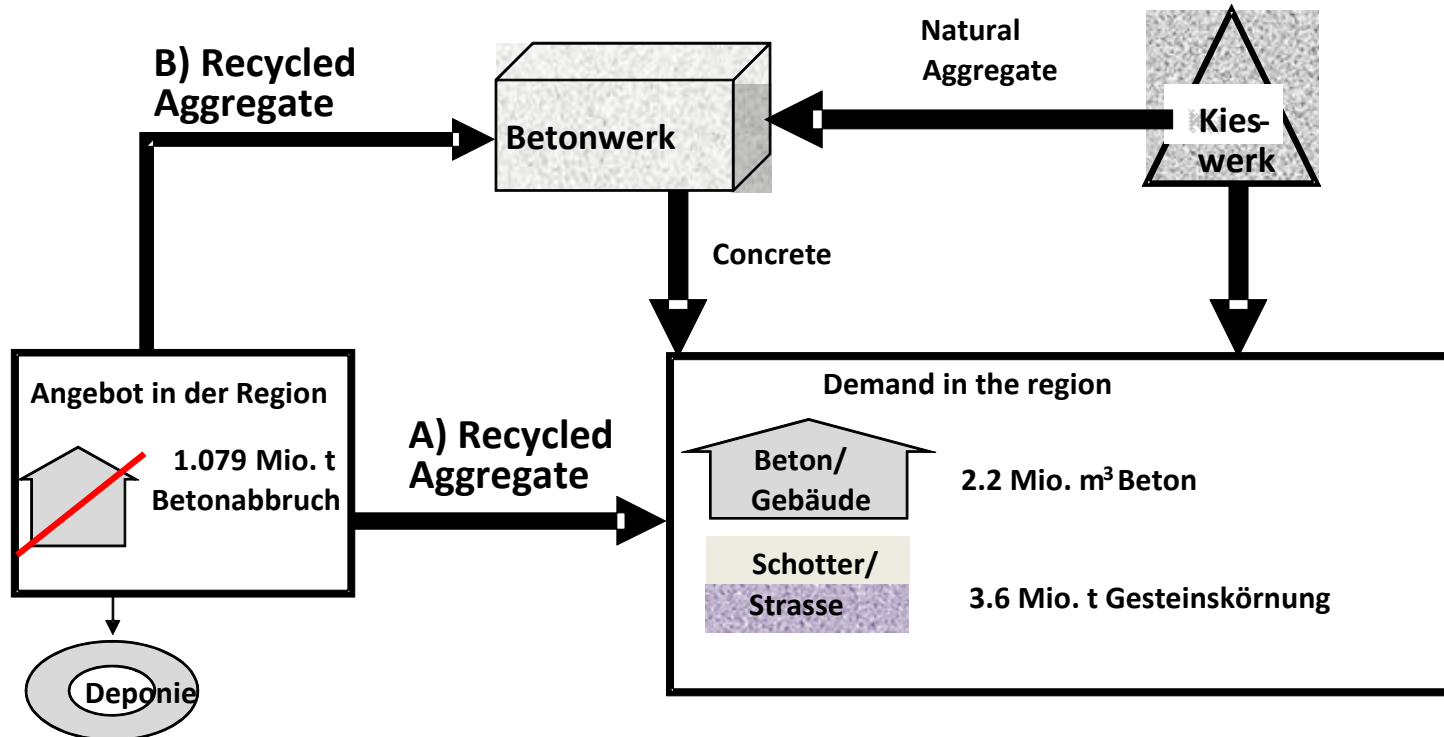 B) Recycled
Aggregate
Betonwerk
Natural
Aggregate
Kies-
werk
Concrete
Angebot in der Region
1.079 Mio. t
Betonabbruch
A) Recycled
Aggregate
Demand in the region
Beton/
Gebäude
2.2 Mio. m³ Beton
Schotter/
Strasse
3.6 Mio. t Gesteinskörnung
Deponie